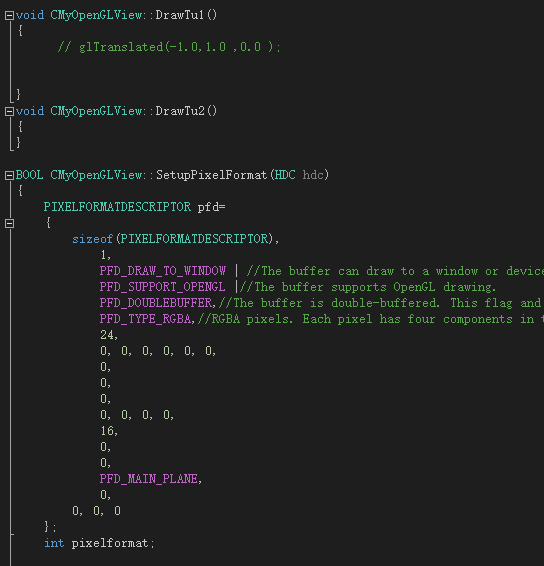 void CMyOpenGLView::DrawTu1()
{
// glTranslated(-1.0,1.0 ,0.0 );
}
void CMyOpenGLView::DrawTu2()
{
}
BOOL CMyOpenGLView::SetupPixelFormat(HDC hdc)
{
PIXELFORMATDESCRIPTOR pfd=
{
sizeof(PIXELFORMATDESCRIPTOR),
1,
PFD_DRAW_TO_WINDOW | //The buffer can draw to a window or device
PFD_SUPPORT_OPENGL |//The buffer supports OpenGL drawing.
PFD_DOUBLEBUFFER,//The buffer is double-buffered. This flag and
PFD_TYPE_RGBA,//RGBA pixels. Each pixel has four components in
24,
0, 0, 0, 0, 0, 0,
0,
0,
0,
0, 0, 0, 0,
16,
0,
0,
PFD_MAIN_PLANE,
0,
0, 0, 0
};
int pixelformat;